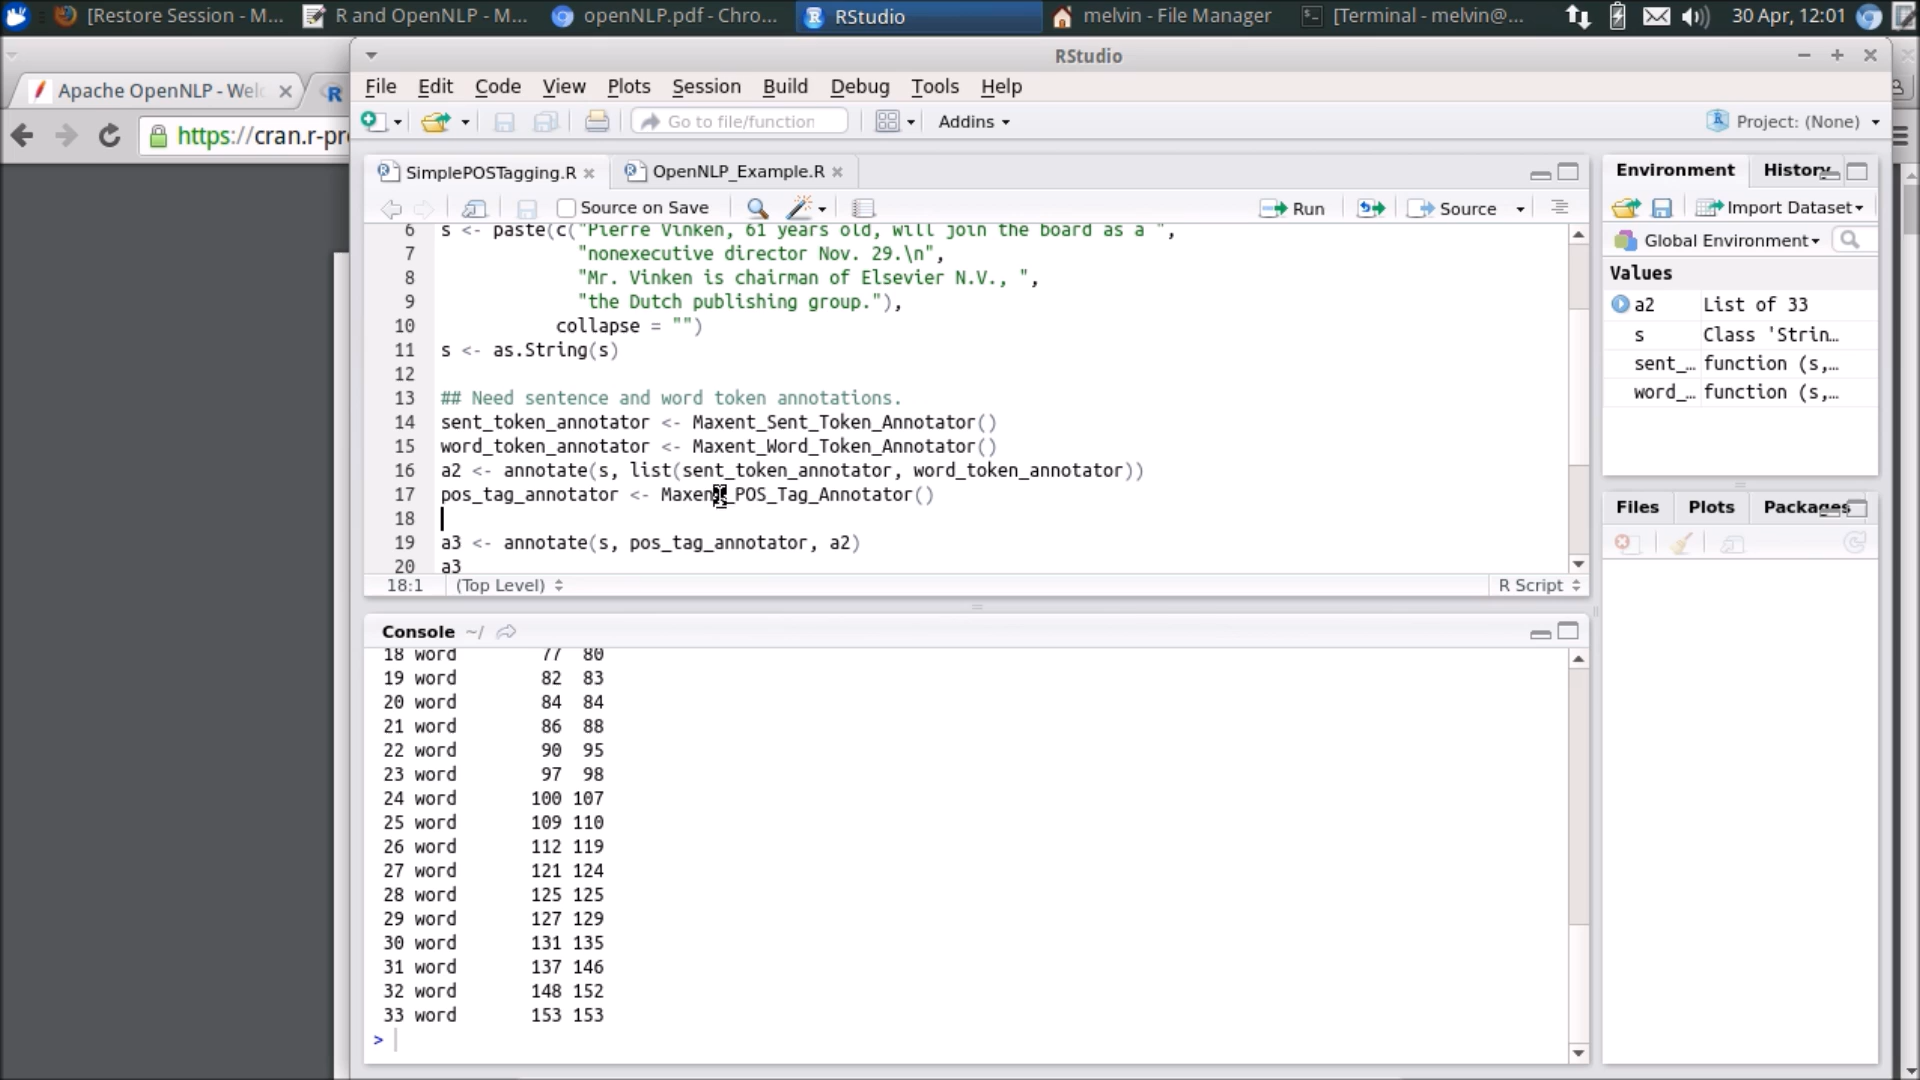 [Restore Session - M...
R and OpenNLP - M...
openNLP.pdf - Chro...
RStudio
melvin - File Manager
[Terminal - melvin@...
30 Apr, 12:01
RStudio
Apache OpenNLP - Welc
https://cran.r-pr
File Edit Code View Plots Session Build Debug Tools Help
Go to file/function
Addins
Project: (None)
SimplePOSTagging.R
OpenNLP_Example.R
Source on Save
Run
Source
6 s <- paste(c("Pierre Vinken, 61 years old, will join the board as a ",
7 "nonexecutive director Nov. 29.\n",
8 "Mr. Vinken is chairman of Elsevier N.V., ",
9 "the Dutch publishing group."),
10 collapse = "")
11 s <- as.String(s)
12
13 ## Need sentence and word token annotations.
14 sent_token_annotator <- Maxent_Sent_Token_Annotator()
15 word_token_annotator <- Maxent_Word_Token_Annotator()
16 a2 <- annotate(s, list(sent_token_annotator, word_token_annotator))
17 pos_tag_annotator <- Maxent_POS_Tag_Annotator()
18
19 a3 <- annotate(s, pos_tag_annotator, a2)
20 a3
18:1 (Top Level) R Script
Console ~/
18 word 77 80
19 word 82 83
20 word 84 84
21 word 86 88
22 word 90 95
23 word 97 98
24 word 100 107
25 word 109 110
26 word 112 119
27 word 121 124
28 word 125 125
29 word 127 129
30 word 131 135
31 word 137 146
32 word 148 152
33 word 153 153
>
Environment History
Import Dataset
Global Environment
Values
a2 List of 33
s Class 'Strin…
sent_… function (s,…
word_… function (s,…
Files Plots Packages